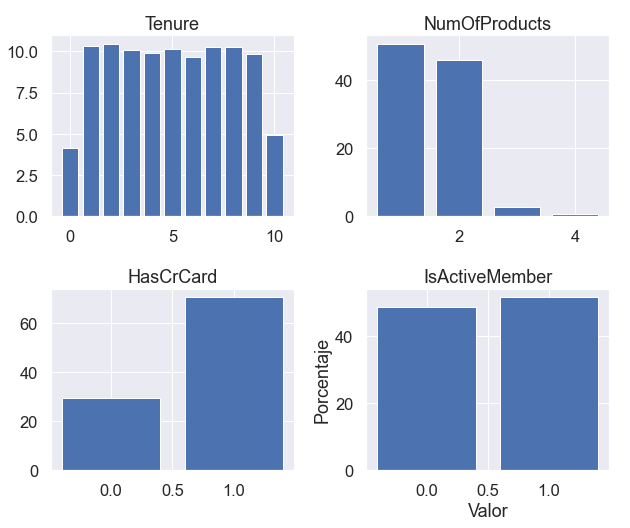 Tenure
10.0
7.5
5.0
2.5
0.0
0 5 10
NumOfProducts
40
20
0
2 4
HasCrCard
60
40
20
0
0.0 0.5 1.0
IsActiveMember
Porcentaje
40
20
0
0.0 0.5 1.0
Valor